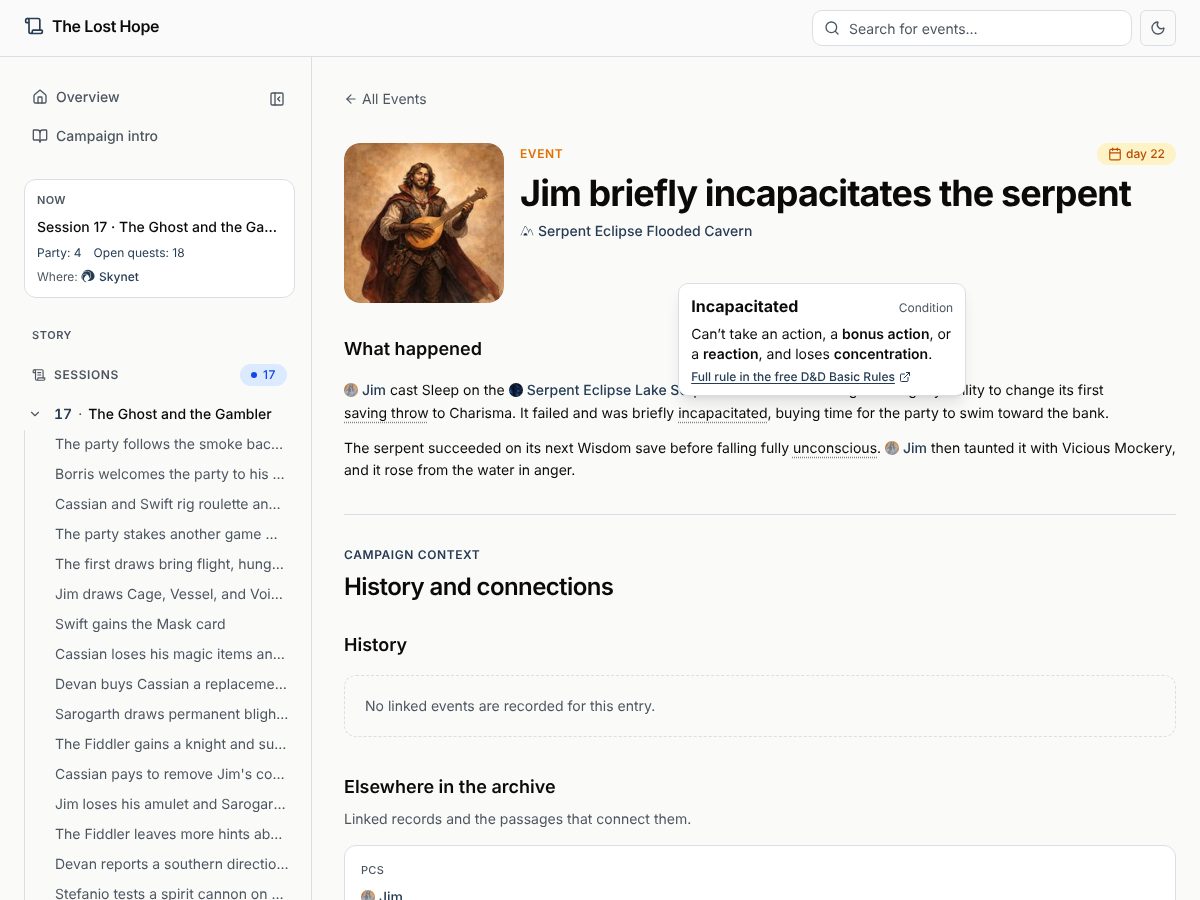 The Lost Hope
Search for events...
Overview
Campaign intro
NOW
Session 17 · The Ghost and the Ga...
Party: 4 Open quests: 18
Where: Skynet
STORY
SESSIONS
17
17 · The Ghost and the Gambler
The party follows the smoke bac...
Borris welcomes the party to his ...
Cassian and Swift rig roulette an...
The party stakes another game ...
The first draws bring flight, hung...
Jim draws Cage, Vessel, and Voi...
Swift gains the Mask card
Cassian loses his magic items an...
Devan buys Cassian a replaceme...
Sarogarth draws permanent bligh...
The Fiddler gains a knight and su...
Cassian pays to remove Jim's co...
Jim loses his amulet and Sarogar...
The Fiddler leaves more hints ab...
Devan reports a southern directio...
Stefanio tests a spirit cannon on ...
All Events
EVENT
day 22
Jim briefly incapacitates the serpent
Serpent Eclipse Flooded Cavern
Incapacitated
Condition
Can't take an action, a bonus action, or
a reaction, and loses concentration.
Full rule in the free D&D Basic Rules
What happened
Jim cast Sleep on the Serpent Eclipse Lake to change its first
saving throw to Charisma. It failed and was briefly incapacitated, buying time for the party to swim toward the bank.
The serpent succeeded on its next Wisdom save before falling fully unconscious. Jim then taunted it with Vicious Mockery,
and it rose from the water in anger.
CAMPAIGN CONTEXT
History and connections
History
No linked events are recorded for this entry.
Elsewhere in the archive
Linked records and the passages that connect them.
PCS
Jim